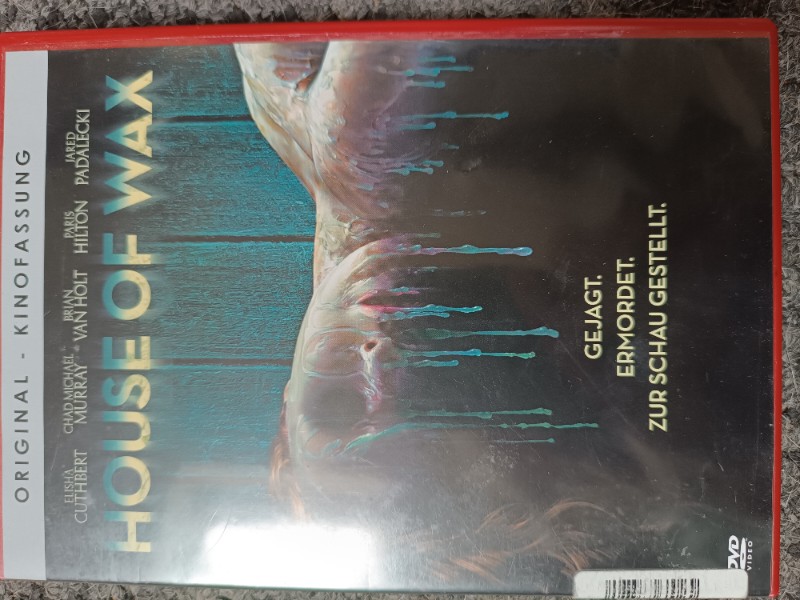 ORIGINAL - KINOFASSUNG
ELISHA CUTHBERT
CHAD MICHAEL MURRAY
BRIAN VAN HOLT
PARIS HILTON
JARED PADALECKI
HOUSE OF WAX
GEJAGT.
ERMORDET.
ZUR SCHAU GESTELLT.
DVD
VIDEO